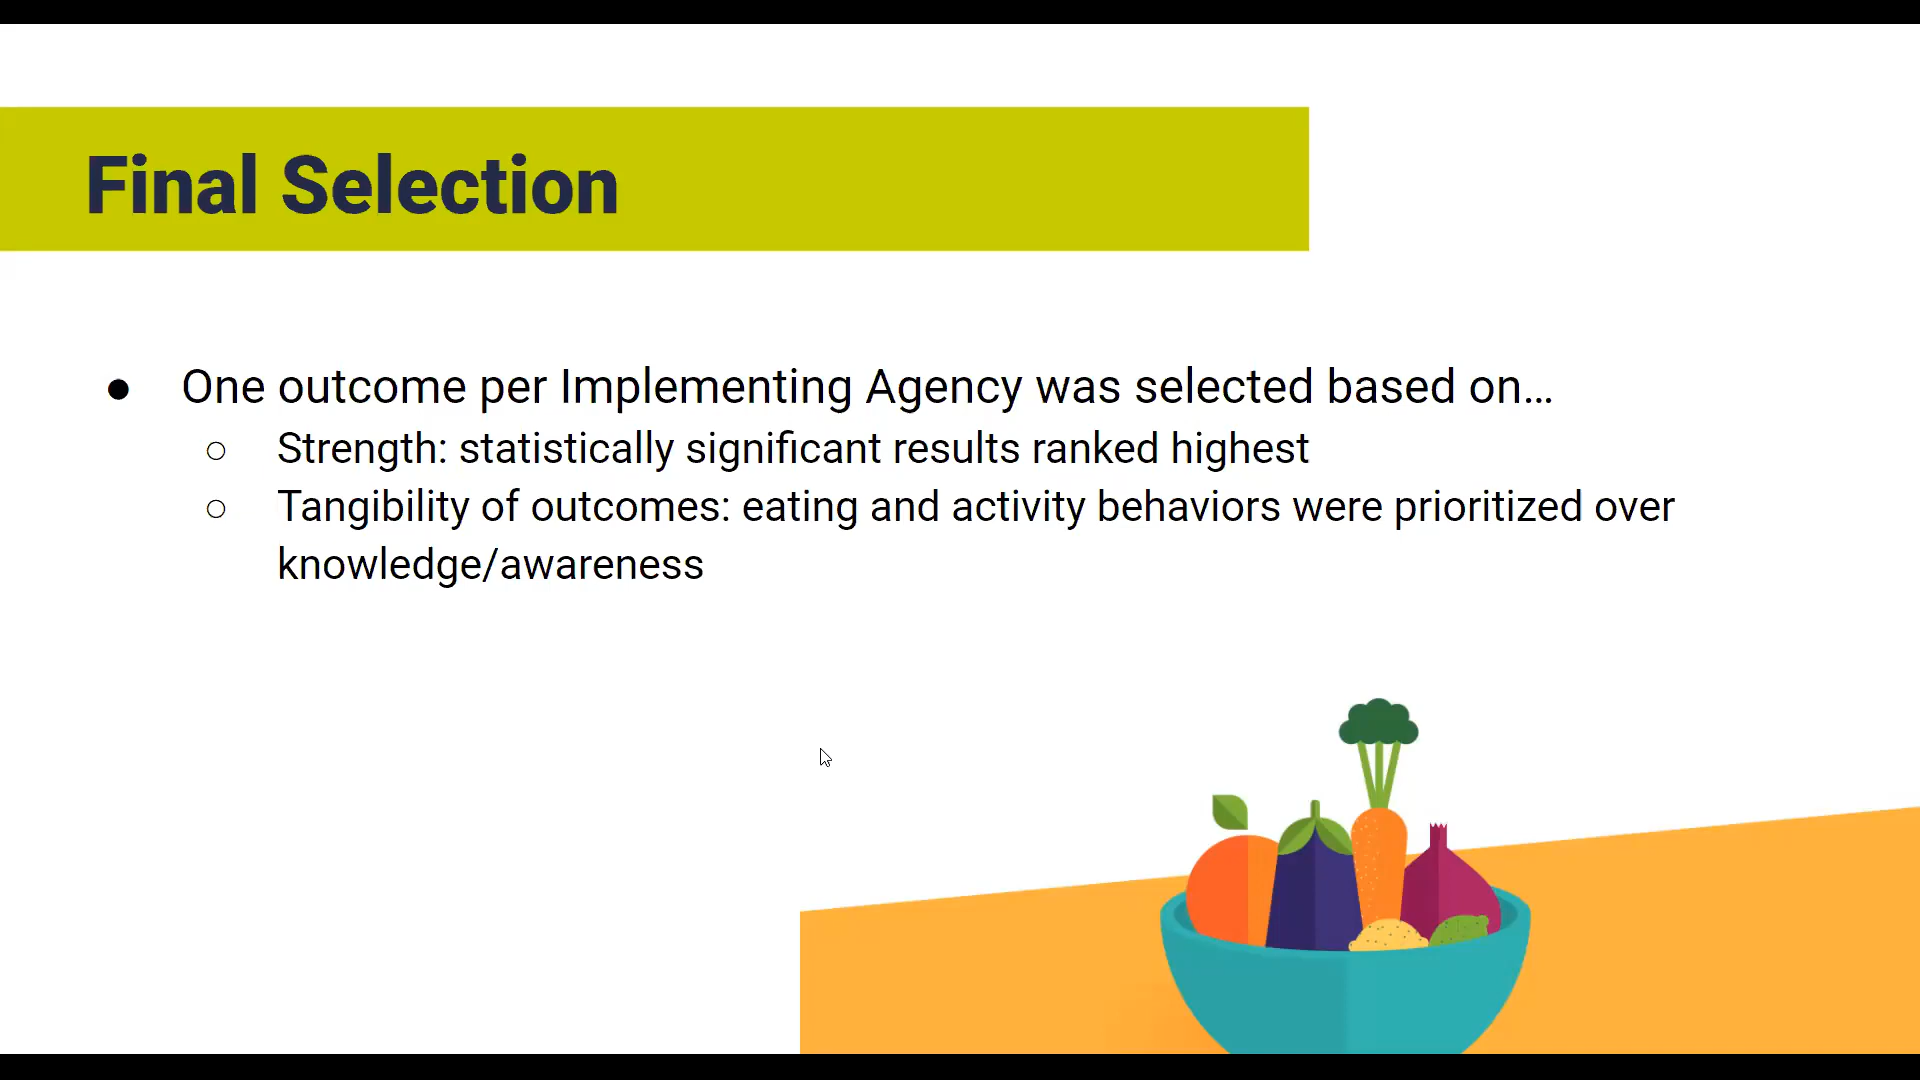 Final Selection
● One outcome per Implementing Agency was selected based on…
○ Strength: statistically significant results ranked highest
○ Tangibility of outcomes: eating and activity behaviors were prioritized over
knowledge/awareness